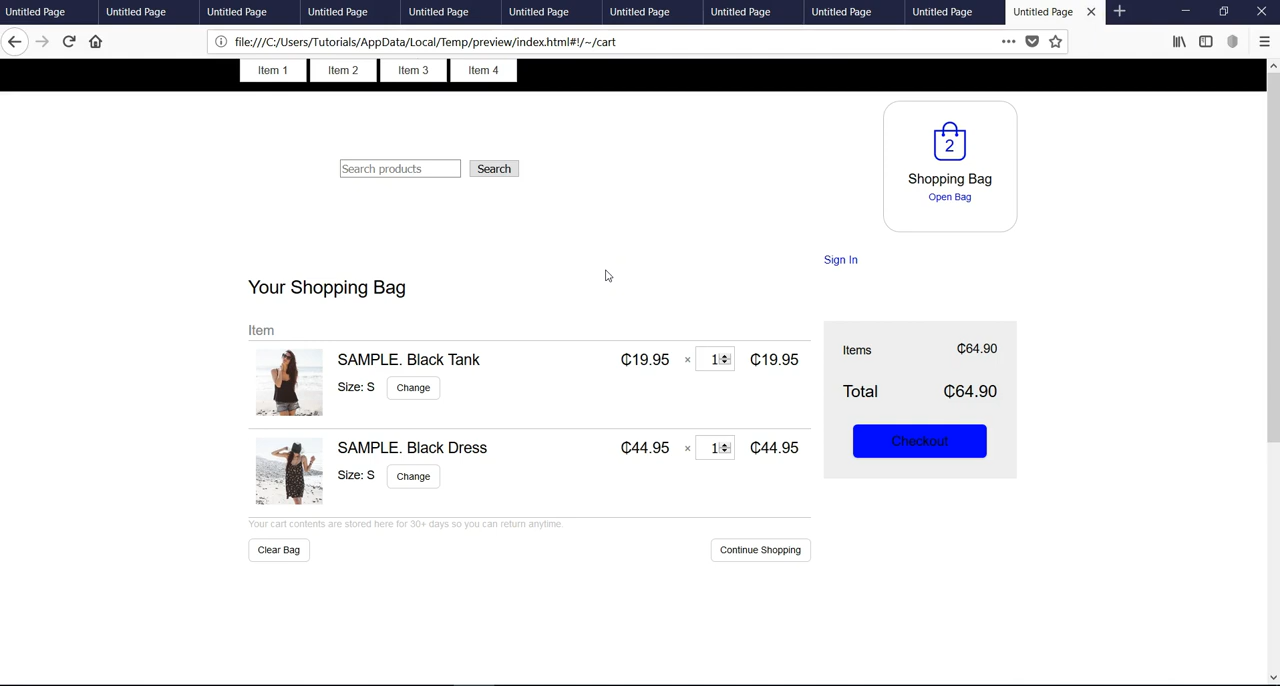 Untitled Page Untitled Page Untitled Page Untitled Page Untitled Page Untitled Page Untitled Page Untitled Page Untitled Page Untitled Page Untitled Page
file:///C:/Users/Tutorials/AppData/Local/Temp/preview/index.html#!/~/cart
Item 1 Item 2 Item 3 Item 4
2
Search products Search
Shopping Bag
Open Bag
Sign In
Your Shopping Bag
Item
SAMPLE. Black Tank ₵19.95 × 1 ₵19.95
Size: S Change
SAMPLE. Black Dress ₵44.95 × 1 ₵44.95
Size: S Change
Your cart contents are stored here for 30+ days so you can return anytime.
Clear Bag Continue Shopping
Items ₵64.90
Total ₵64.90
Checkout